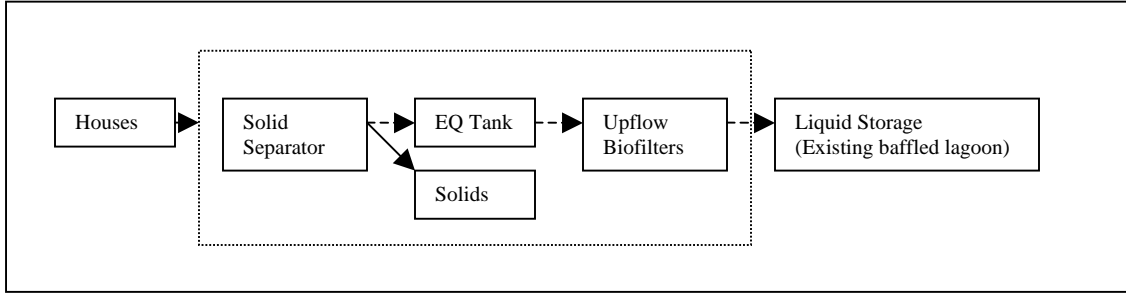 Houses
Solid
Separator
EQ Tank
Upflow
Biofilters
Liquid Storage
(Existing baffled lagoon)
Solids